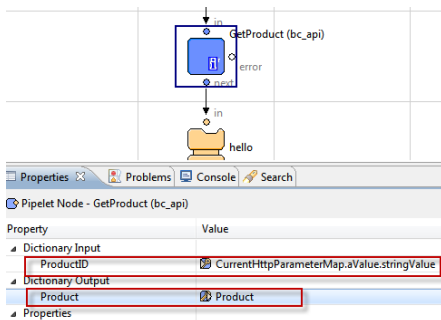 in
GetProduct (bc_api)
error
next
in
hello
Properties Problems Console Search
Pipelet Node - GetProduct (bc_api)
Property Value
Dictionary Input
ProductID CurrentHttpParameterMap.aValue.stringValue
Dictionary Output
Product Product
Properties